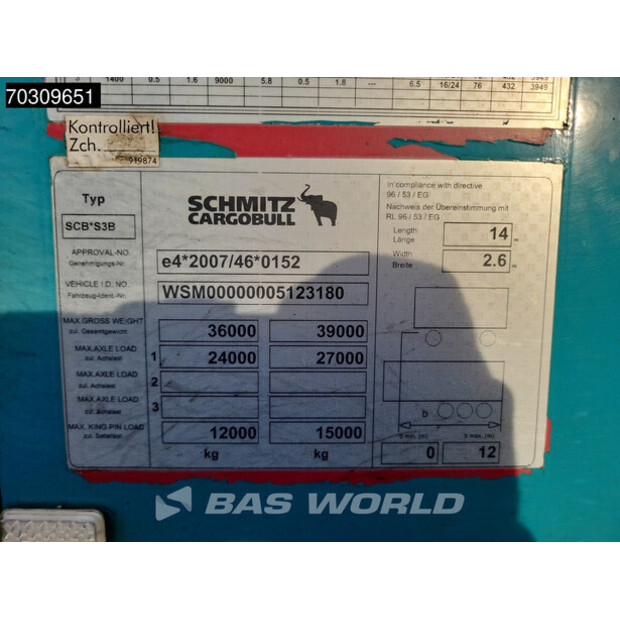 70309651
1400 0.5 1.6 9000 5.8 0.5 1.8 --- 6.5 16/24 76 432 3949
Kontrolliert!
Zch.
919874
Typ
SCB*S3B
SCHMITZ
CARGOBULL
In compliance with directive
96 / 53 / EG
Nachweis der Übereinstimmung mit
RL 96 / 53 / EG
Length 14 m
Länge
Width 2.6 m
Breite
APPROVAL-NO. e4*2007/46*0152
Genehmigungs-Nr.
VEHICLE I.D. NO. WSM00000005123180
Fahrzeug-Ident.-Nr.
MAX.GROSS WEIGHT 36000 39000
zul. Gesamtgewicht
MAX.AXLE LOAD 1 24000 27000
zul. Achslast
MAX.AXLE LOAD 2
zul. Achslast
MAX.AXLE LOAD 3
zul. Achslast
MAX. KING PIN LOAD 12000 15000
zul. Sattellast
kg kg
b
b min. (m) b max. (m)
0 12
BAS WORLD